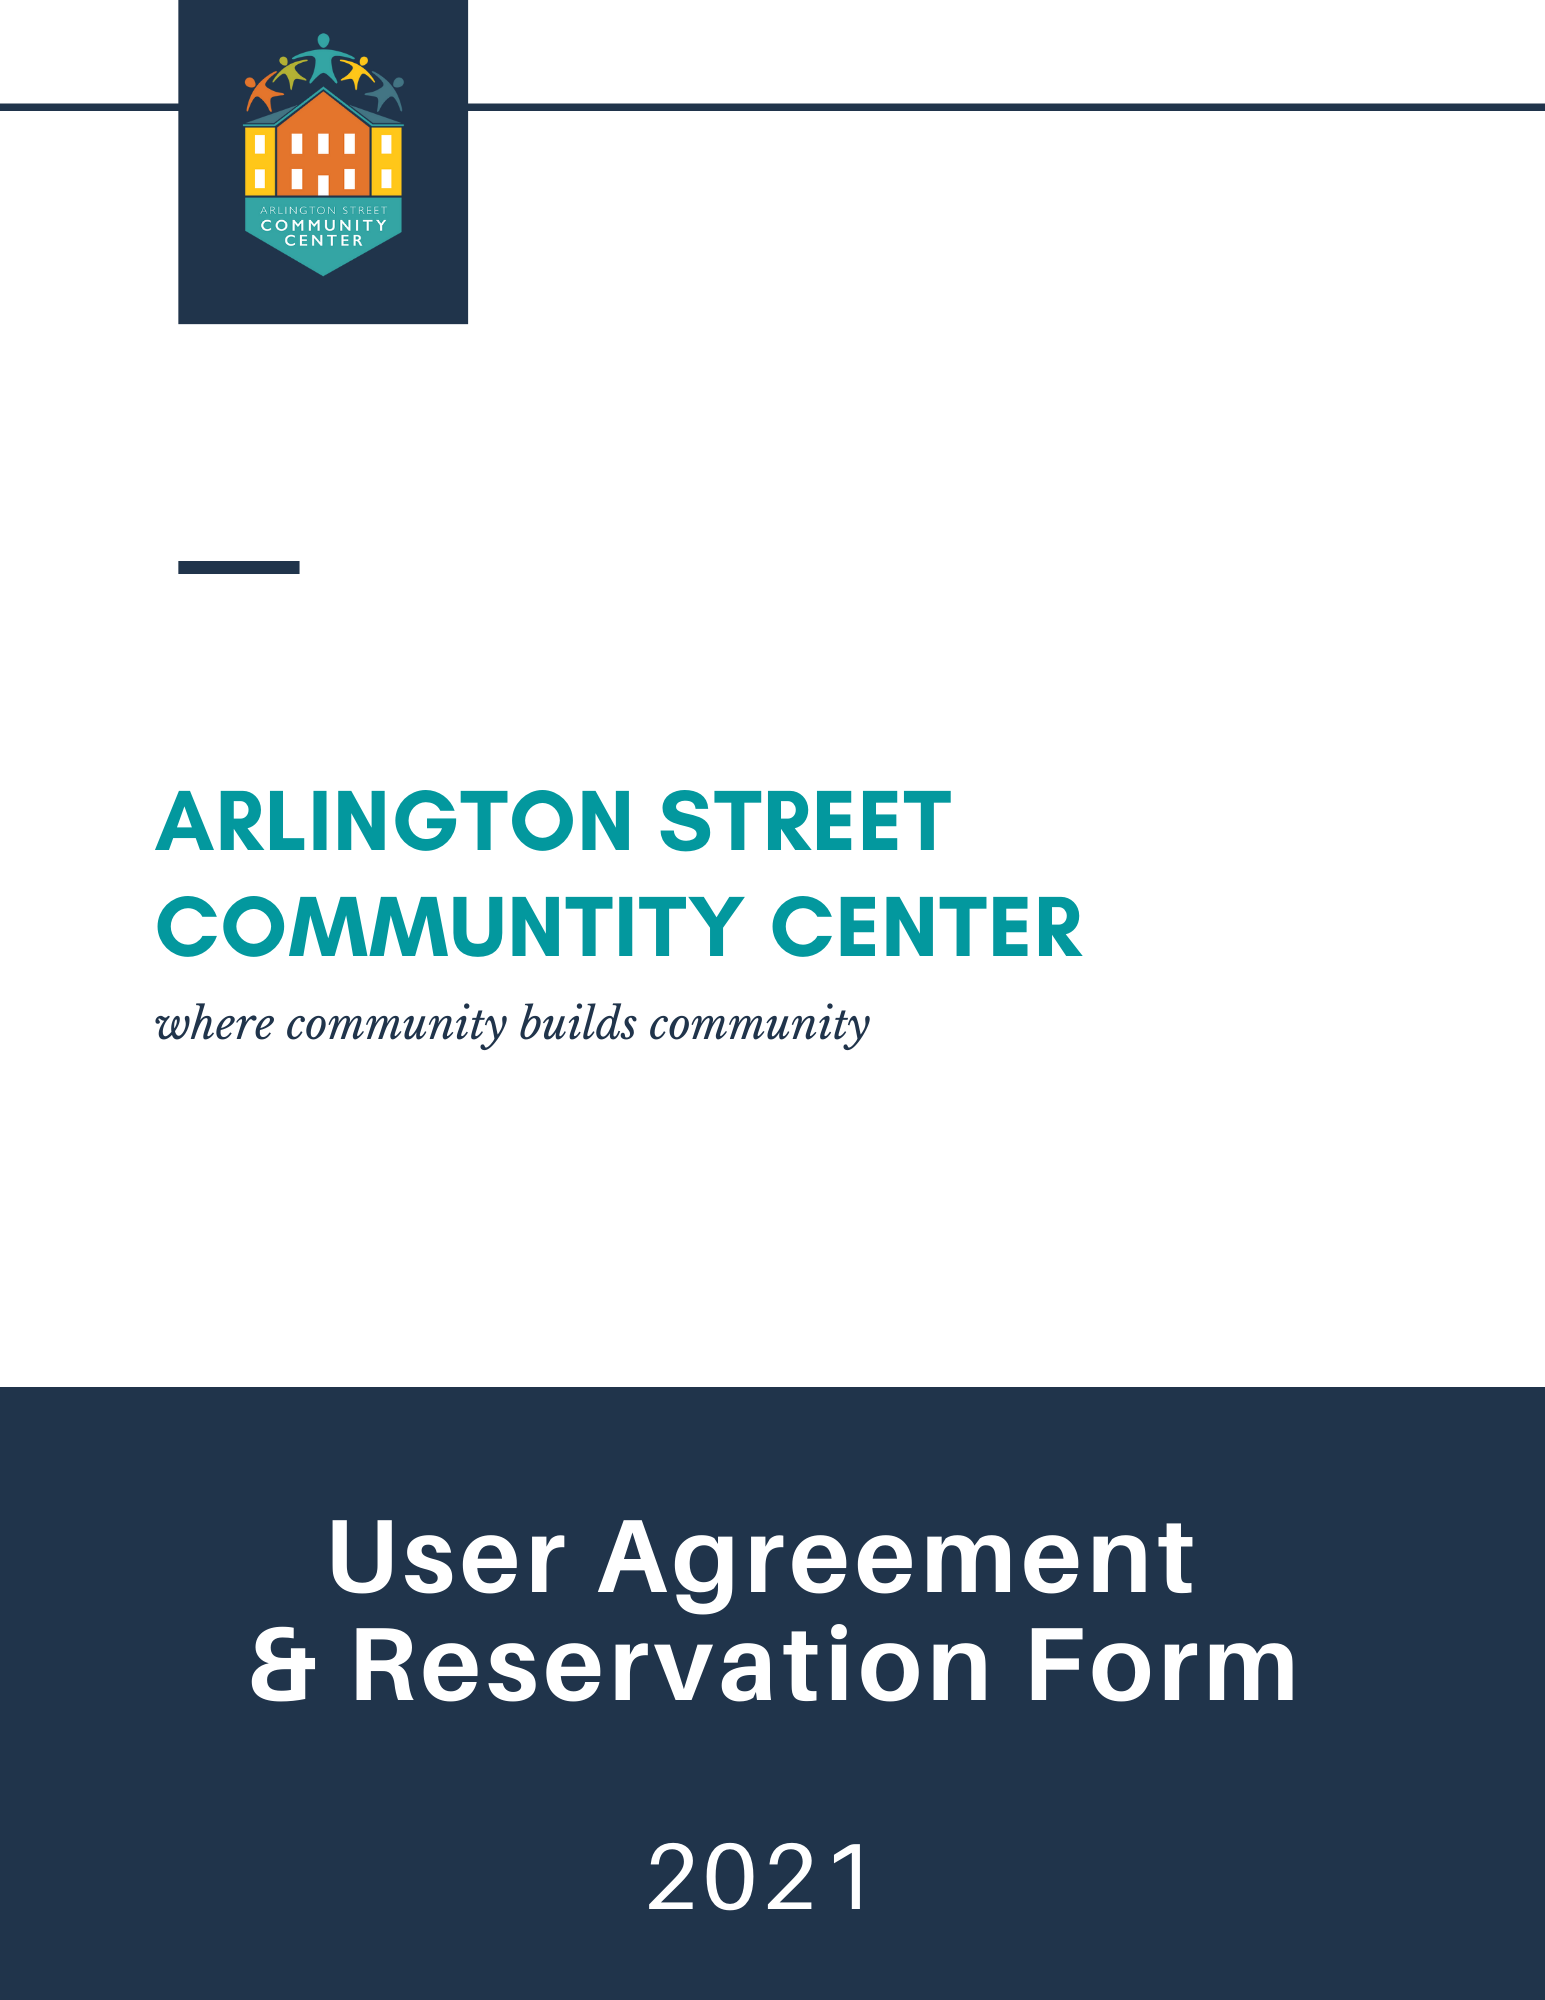 ARLINGTON STREET
COMMUNITY
CENTER
ARLINGTON STREET
COMMUNTITY CENTER
where community builds community
User Agreement
& Reservation Form
2021